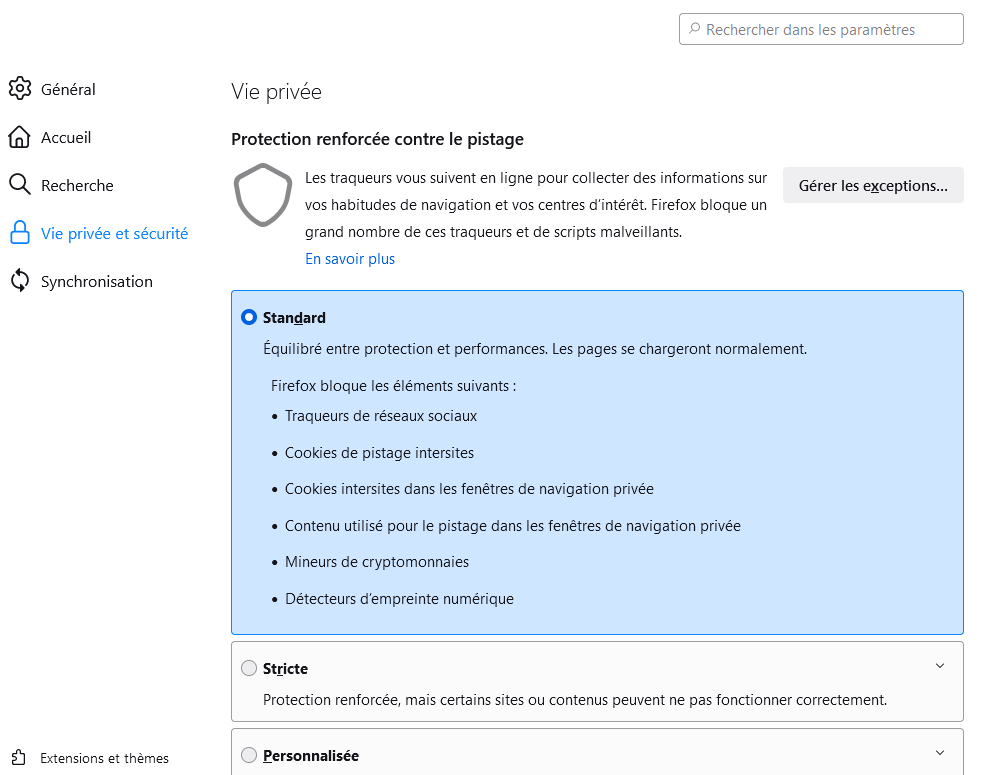 Rechercher dans les paramètres
Général
Accueil
Recherche
Vie privée et sécurité
Synchronisation
Extensions et thèmes
Vie privée
Protection renforcée contre le pistage
Les traqueurs vous suivent en ligne pour collecter des informations sur
vos habitudes de navigation et vos centres d’intérêt. Firefox bloque un
grand nombre de ces traqueurs et de scripts malveillants.
En savoir plus
Gérer les exceptions...
Standard
Équilibré entre protection et performances. Les pages se chargeront normalement.
Firefox bloque les éléments suivants :
• Traqueurs de réseaux sociaux
• Cookies de pistage intersites
• Cookies intersites dans les fenêtres de navigation privée
• Contenu utilisé pour le pistage dans les fenêtres de navigation privée
• Mineurs de cryptomonnaies
• Détecteurs d’empreinte numérique
Stricte
Protection renforcée, mais certains sites ou contenus peuvent ne pas fonctionner correctement.
Personnalisée